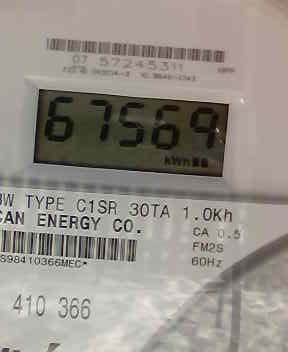 07 57245311
67569
kWh
W TYPE C1SR 30TA 1.0Kh
CAN ENERGY CO.
CA 0.5
FM2S
S98410366MEC*
60Hz
410 366